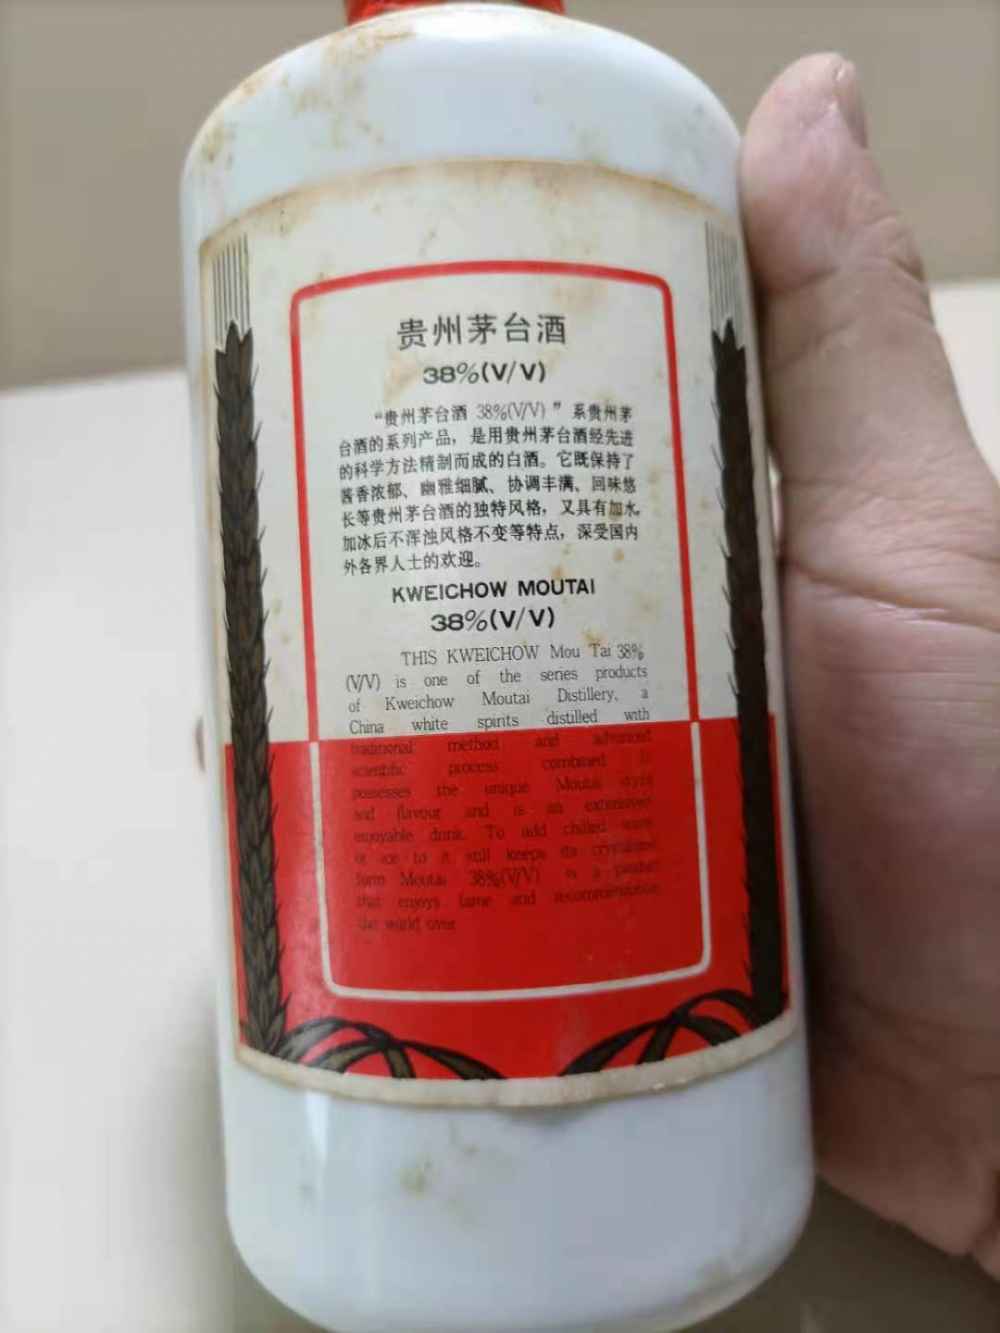 贵州茅台酒
38%(V/V)
“贵州茅台酒 38%(V/V)”系贵州茅
台酒的系列产品，是用贵州茅台酒经先进
的科学方法精制而成的白酒。它既保持了
酱香浓郁、幽雅细腻、协调丰满、回味悠
长等贵州茅台酒的独特风格，又具有加水、
加冰后不浑浊风格不变等特点，深受国内
外各界人士的欢迎。
KWEICHOW MOUTAI
38%(V/V)
THIS KWEICHOW Mou Tai 38%
(V/V) is one of the series products
of Kweichow Moutai Distillery, a
China white spirits distilled with
traditional method and advanced
scientific process combined
possesses the unique Moutai style
and flavour and is an extensively
enjoyable drink. To add chilled
or ice to it still keeps its
form Moutai 38%(V/V) is a
that enjoys fame and recommendation
the world over